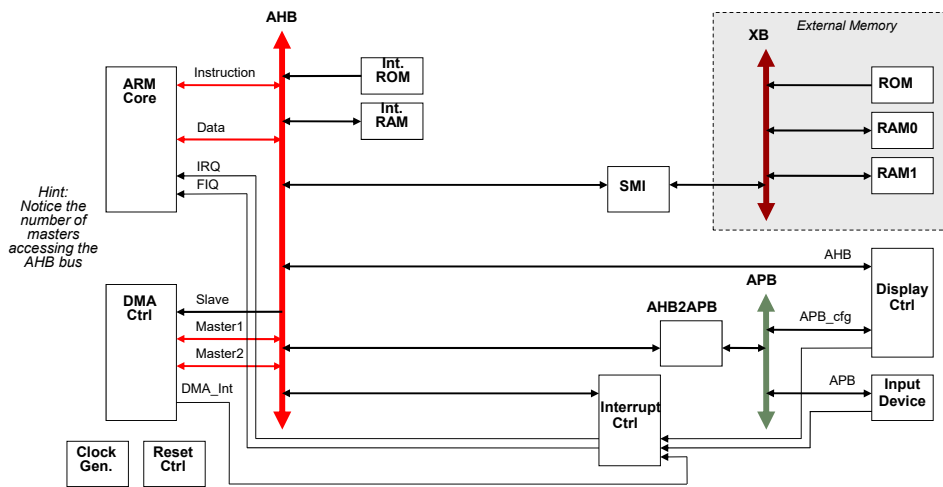 AHB
External Memory
XB
ARM
Core
Instruction
Data
IRQ
FIQ
Int.
ROM
Int.
RAM
ROM
RAM0
RAM1
SMI
Hint:
Notice the
number of
masters
accessing the
AHB bus
AHB
APB
Display
Ctrl
DMA
Ctrl
Slave
Master1
Master2
DMA_Int
AHB2APB
APB_cfg
APB
Input
Device
Interrupt
Ctrl
Clock
Gen.
Reset
Ctrl